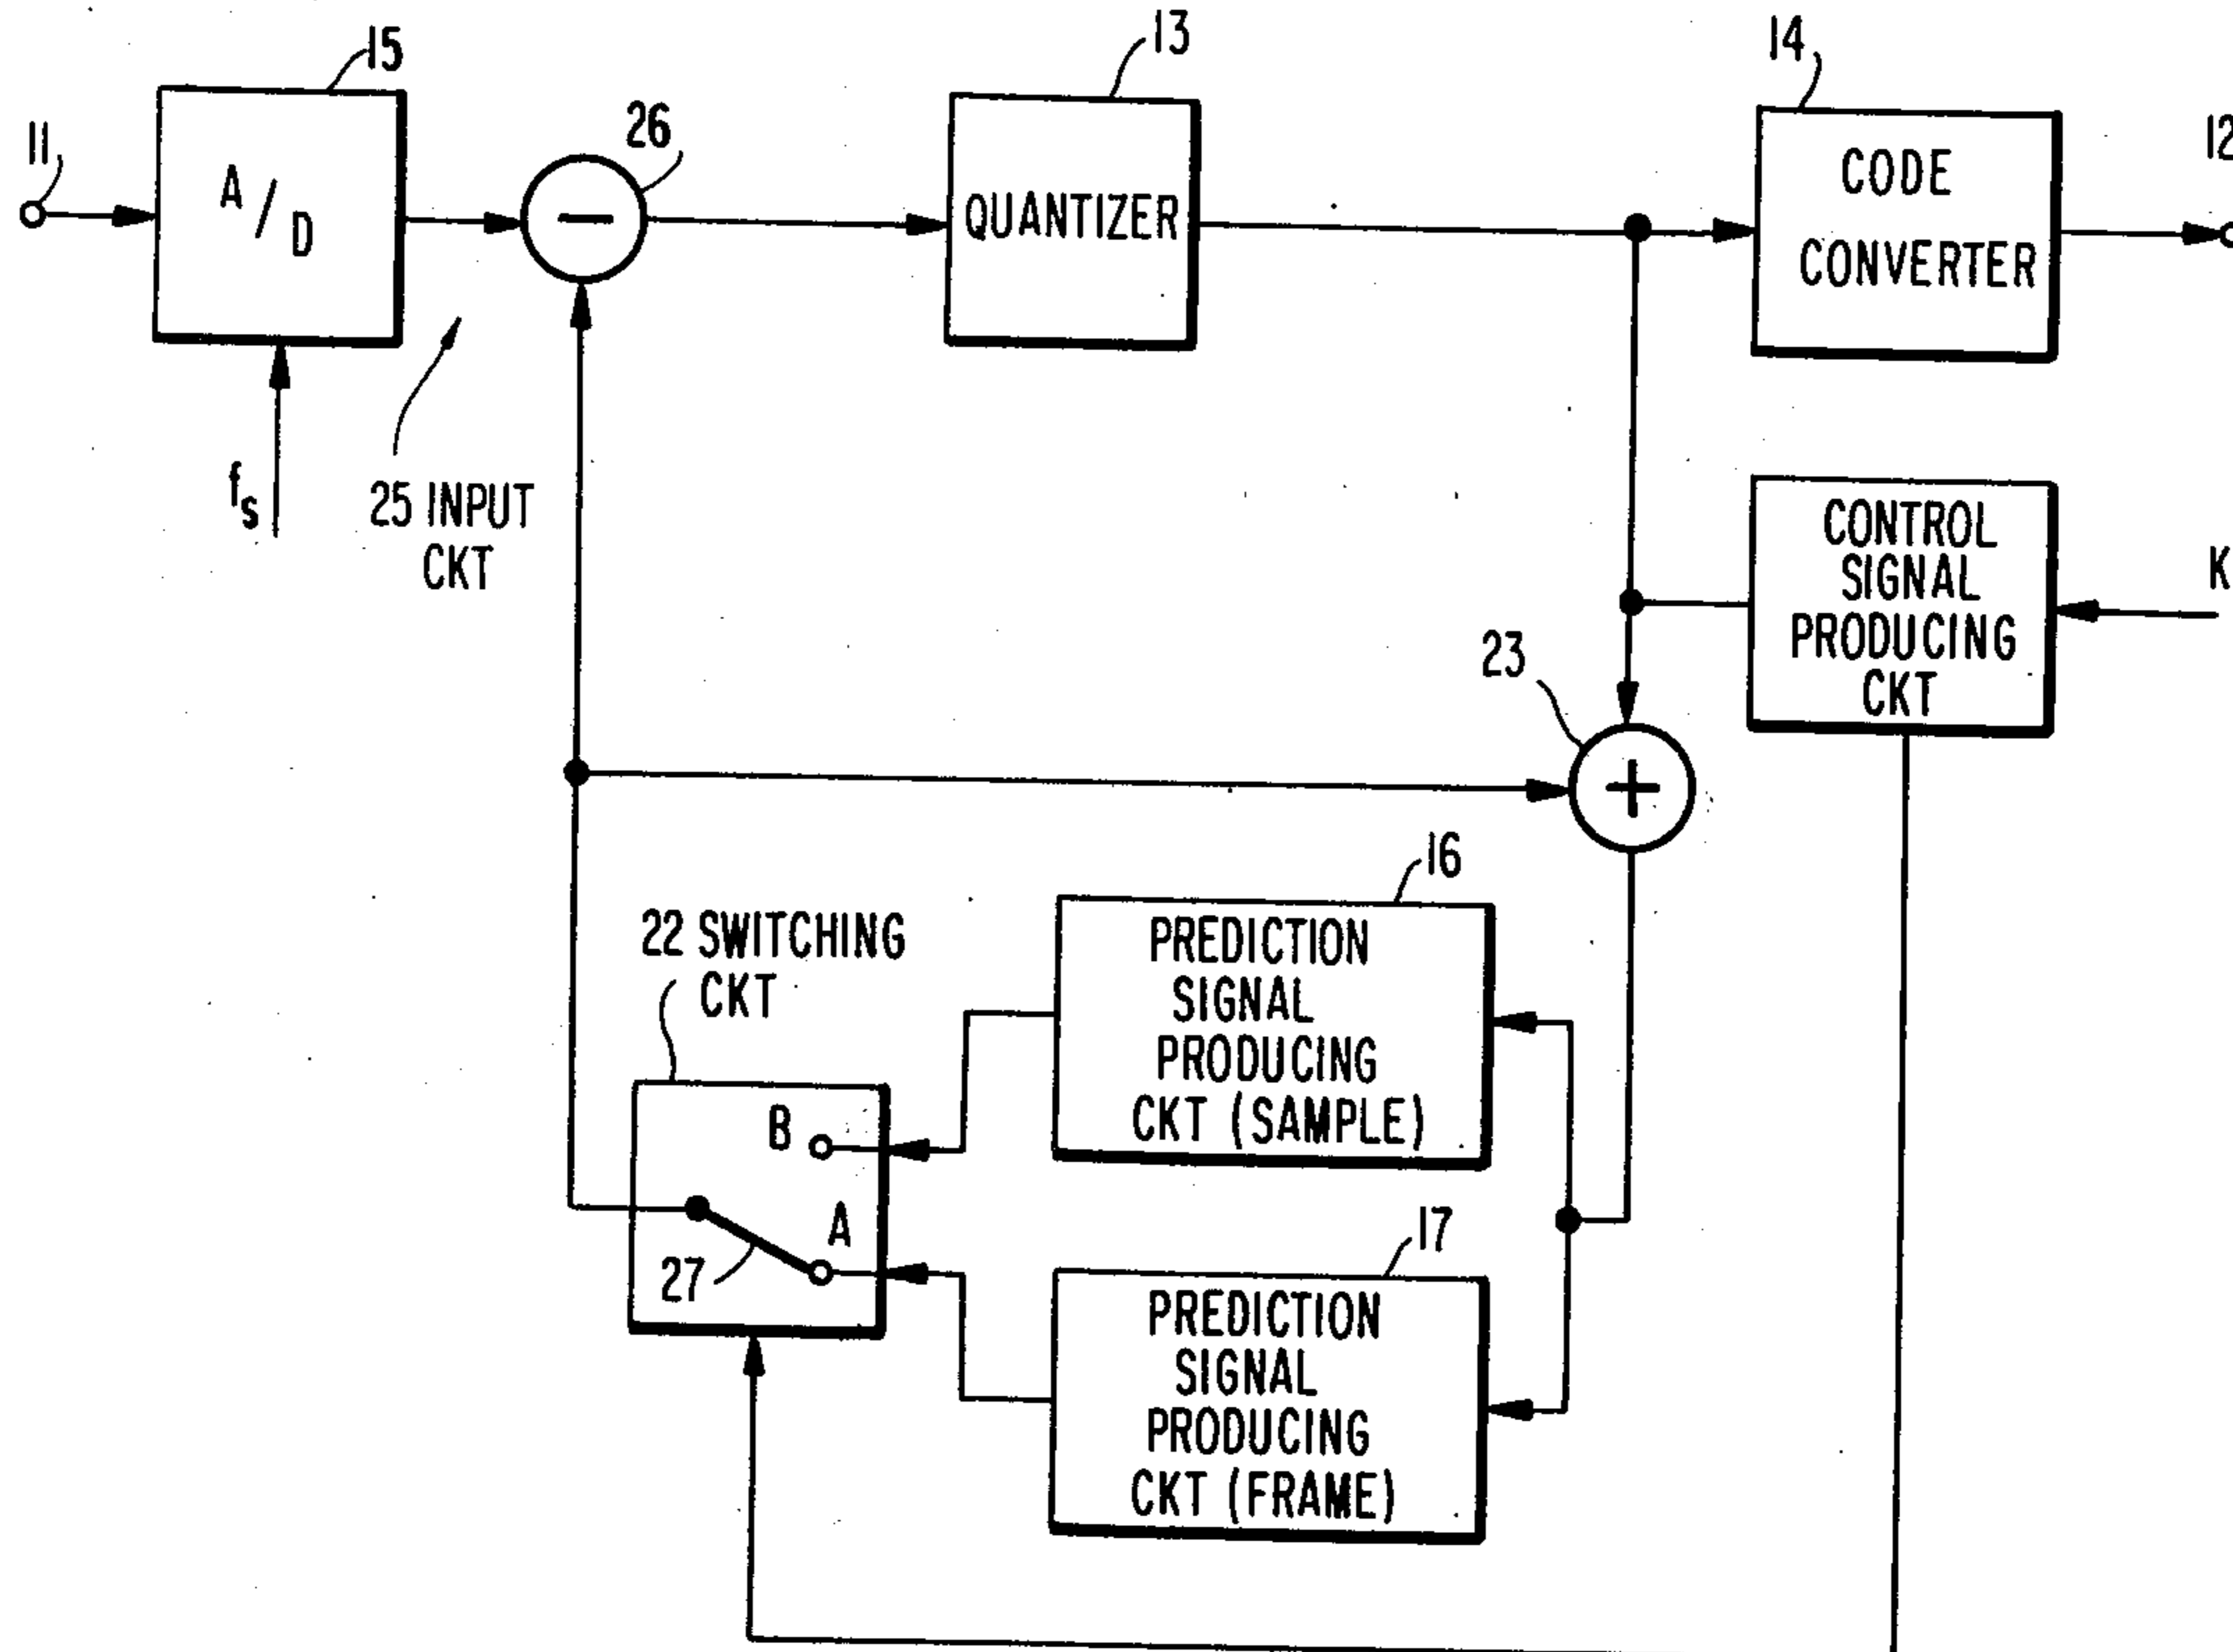 15
13
14
11
26
12
A/D
−
QUANTIZER
CODE
CONVERTER
fs
25 INPUT
CKT
CONTROL
SIGNAL
PRODUCING
CKT
K
23
+
16
22 SWITCHING
CKT
PREDICTION
SIGNAL
PRODUCING
CKT (SAMPLE)
B
A
27
17
PREDICTION
SIGNAL
PRODUCING
CKT (FRAME)